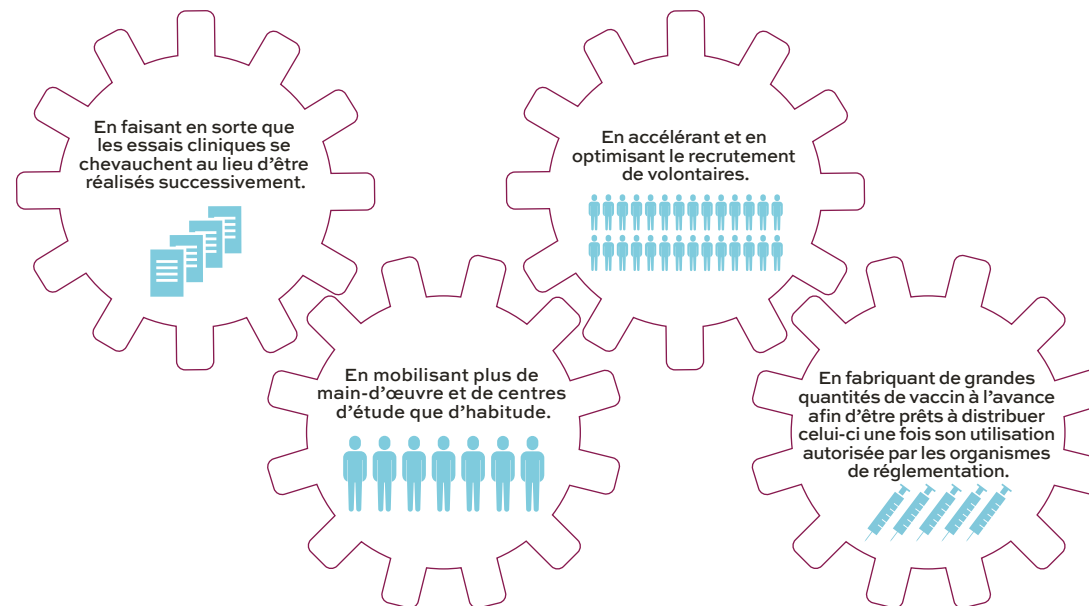 En faisant en sorte que
les essais cliniques se
chevauchent au lieu d’être
réalisés successivement.
En accélérant et en
optimisant le recrutement
de volontaires.
En mobilisant plus de
main-d’œuvre et de centres
d’étude que d’habitude.
En fabriquant de grandes
quantités de vaccin à l’avance
afin d’être prêts à distribuer
celui-ci une fois son utilisation
autorisée par les organismes
de réglementation.